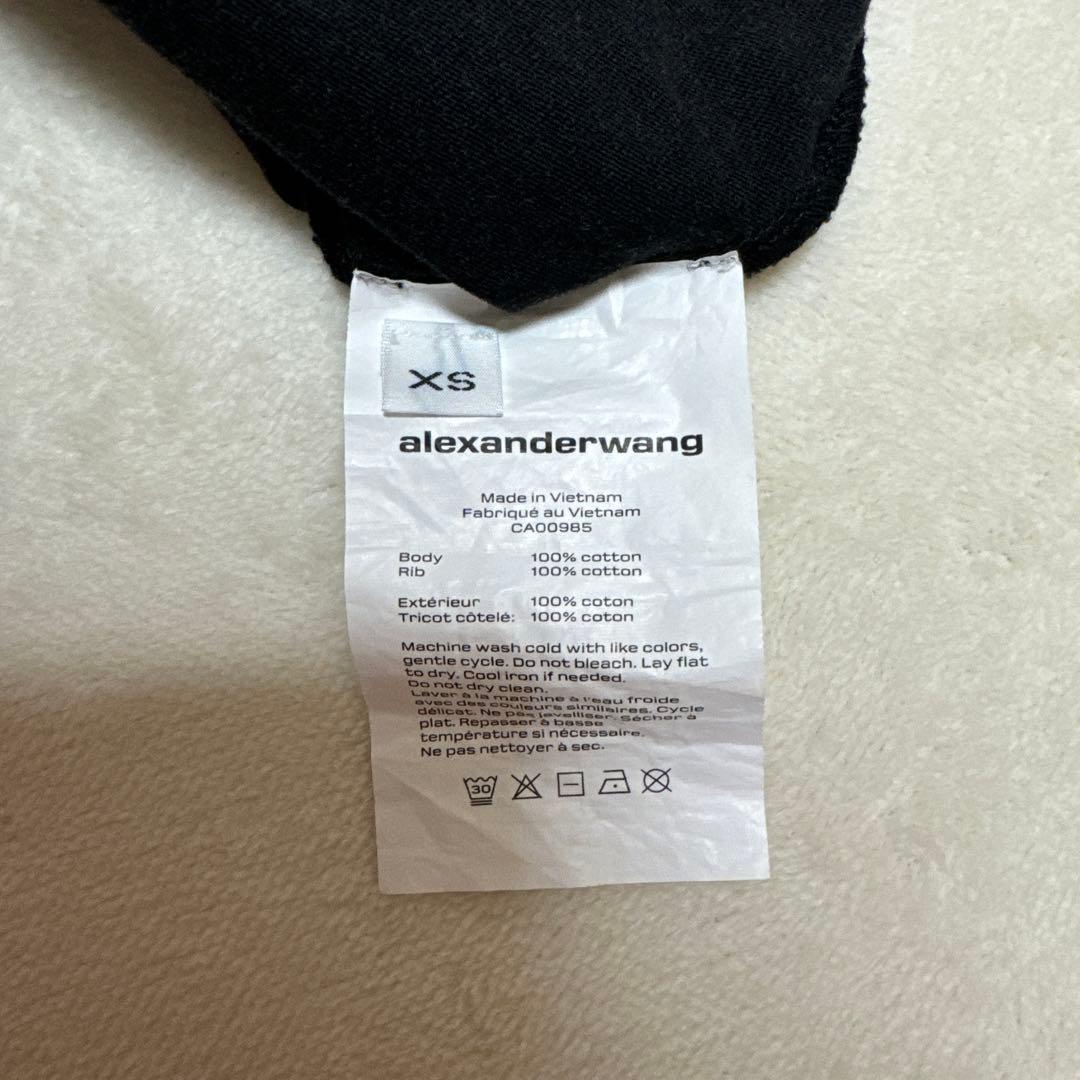 XS
alexanderwang
Made in Vietnam
Fabriqué au Vietnam
CA00985
Body 100% cotton
Rib 100% cotton
Extérieur 100% coton
Tricot côtelé: 100% coton
Machine wash cold with like colors,
gentle cycle. Do not bleach. Lay flat
to dry. Cool iron if needed.
Do not dry clean.
Laver à la machine à l'eau froide
avec des couleurs similaires. Cycle
délicat. Ne pas javelliser. Sécher à
plat. Repasser à basse
température si nécessaire.
Ne pas nettoyer à sec.
30